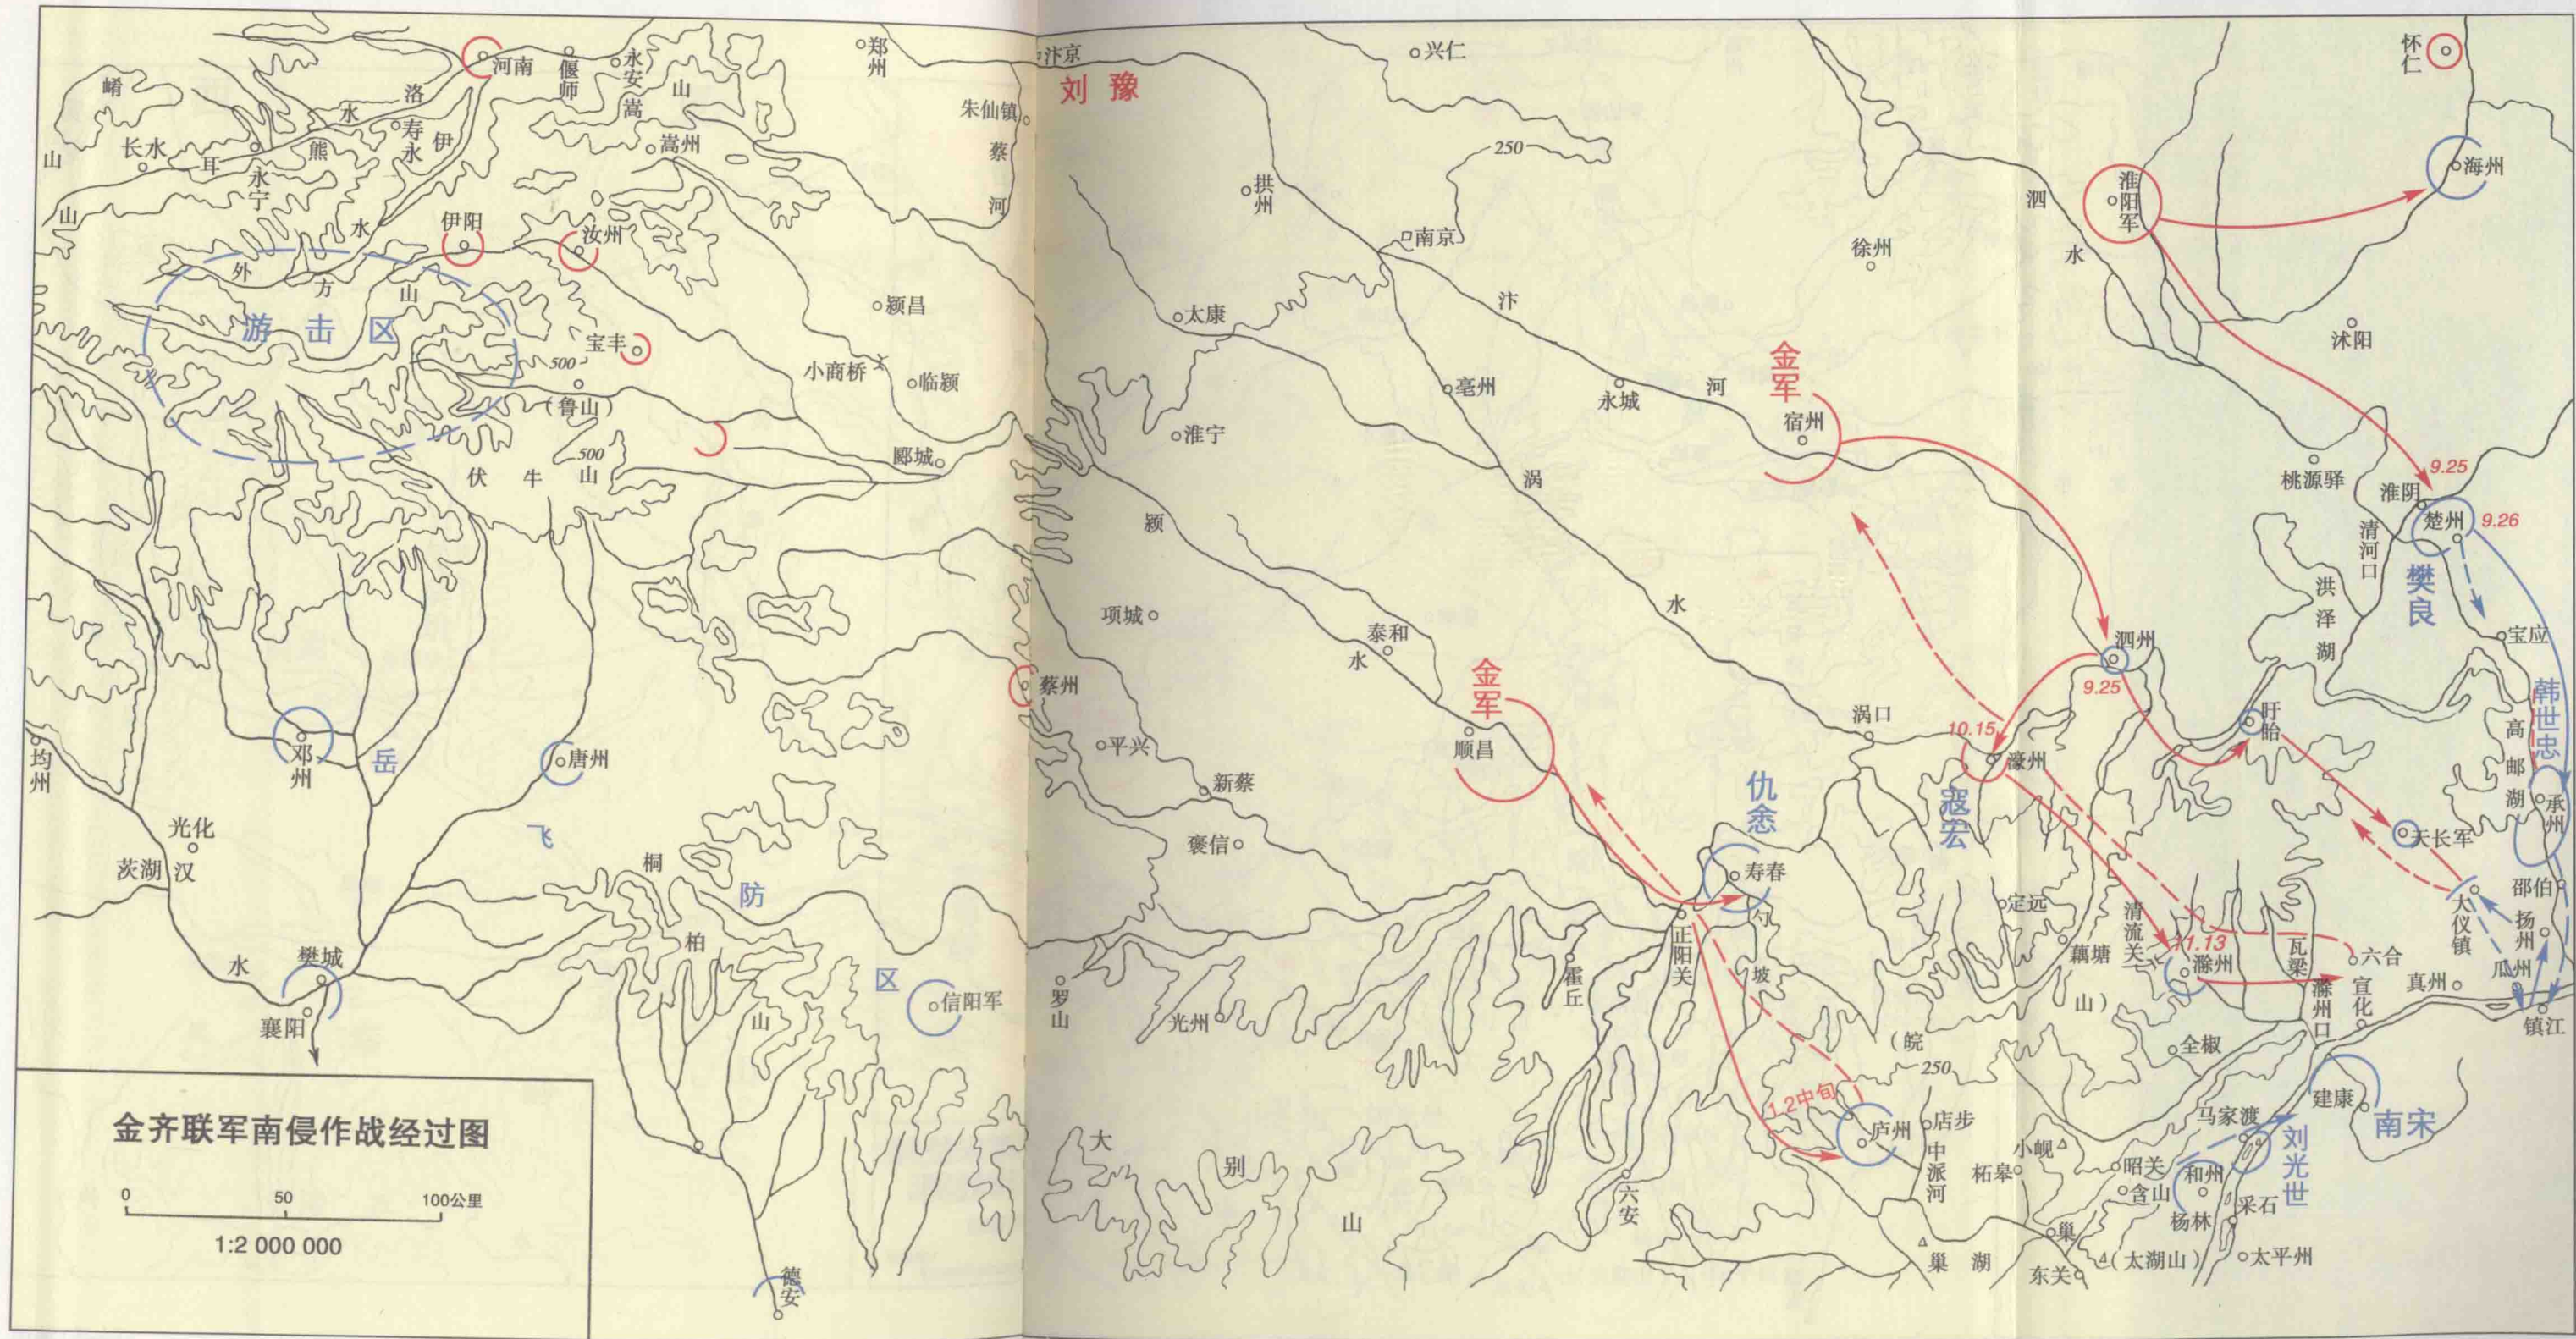 金齐联军南侵作战经过图
0 50 100公里
1:2 000 000
河南
偃师
永安
郑州
汴京
刘豫
兴仁
怀仁
崤
山
洛
水
寿永
伊
水
嵩
山
嵩州
朱仙镇
蔡
河
250
长水
熊
耳
山
永宁
伊阳
汝州
拱州
南京
泗
水
淮阳军
海州
徐州
外
方
山
游击区
宝丰
500
(鲁山)
颍昌
小商桥
临颍
太康
汴
河
金军
宿州
亳州
永城
沭阳
淮宁
郾城
伏牛山
500
涡
水
桃源驿
9.25
淮阴
楚州
9.26
清河口
樊良
颍
水
项城
泰和
洪泽湖
宝应
泗州
9.25
蔡州
金军
顺昌
涡口
10.15
濠州
盱眙
高邮湖
韩世忠
承州
均州
邓州
岳
飞
防
区
唐州
平兴
新蔡
褒信
仇悆
寿春
寇宏
天长军
光化
茨湖
汉
水
桐
柏
山
正阳关
勺
坡
定远
藕塘
清流关
11.13
滁州
瓦梁
六合
大仪镇
邵伯
扬州
瓜州
樊城
襄阳
信阳军
罗山
光州
霍丘
山)
滁州口
宣化
真州
镇江
(皖
250
全椒
12中旬
庐州
店步
中派河
小岘
柘皋
昭关
含山
马家渡
和州
杨林
采石
刘光世
建康
南宋
大
别
山
六安
巢湖
巢
东关
(太湖山)
太平州
德安